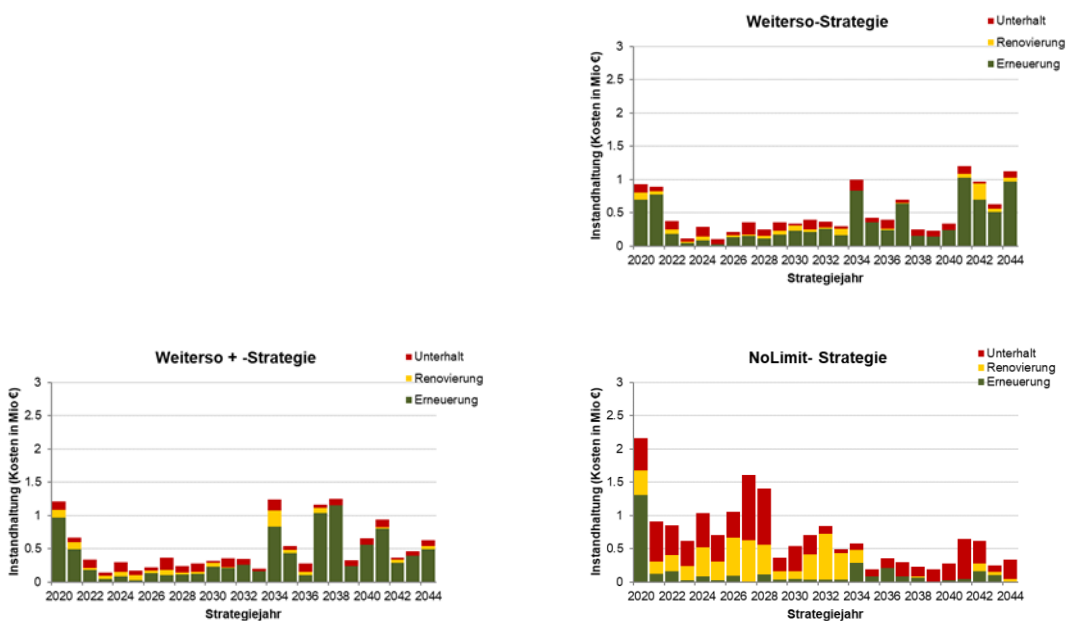 Weiterso-Strategie
Unterhalt
Renovierung
Erneuerung
Instandhaltung (Kosten in Mio €)
3
2.5
2
1.5
1
0.5
0
2020 2022 2024 2026 2028 2030 2032 2034 2036 2038 2040 2042 2044
Strategiejahr
Weiterso + -Strategie
Unterhalt
Renovierung
Erneuerung
Instandhaltung (Kosten in Mio €)
3
2.5
2
1.5
1
0.5
0
2020 2022 2024 2026 2028 2030 2032 2034 2036 2038 2040 2042 2044
Strategiejahr
NoLimit- Strategie
Unterhalt
Renovierung
Erneuerung
Instandhaltung (Kosten in Mio €)
3
2.5
2
1.5
1
0.5
0
2020 2022 2024 2026 2028 2030 2032 2034 2036 2038 2040 2042 2044
Strategiejahr